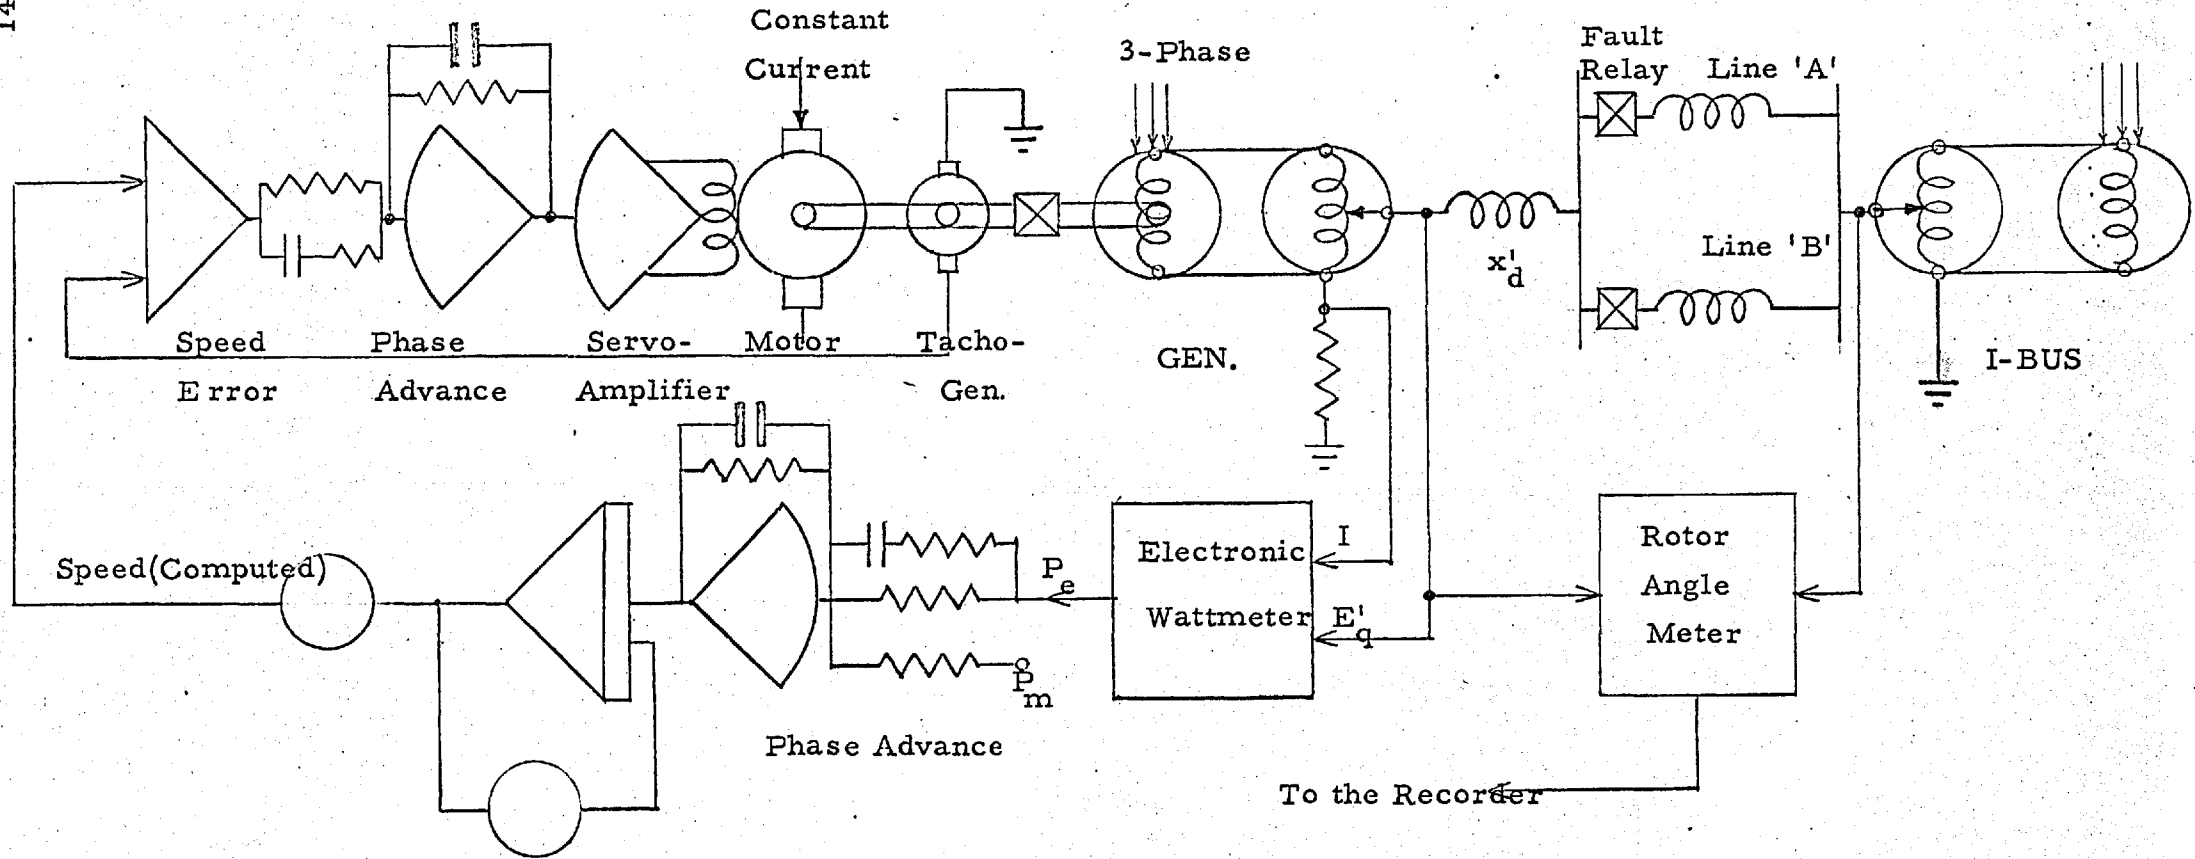 14
Constant
Current
3-Phase
Fault
Relay
Line 'A'
x'd
Line 'B'
Speed
Error
Phase
Advance
Servo-
Amplifier
Motor
Tacho-
Gen.
GEN.
I-BUS
Speed(Computed)
Pe
Pm
Phase Advance
Electronic
Wattmeter
I
E'q
Rotor
Angle
Meter
To the Recorder